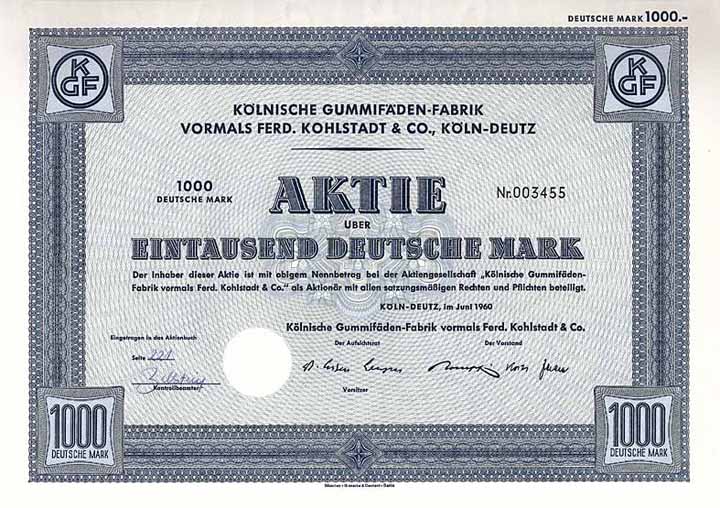 DEUTSCHE MARK 1000.-
KGF
KGF
KÖLNISCHE GUMMIFÄDEN-FABRIK
VORMALS FERD. KOHLSTADT & CO., KÖLN-DEUTZ
1000
DEUTSCHE MARK
AKTIE
Nr. 003455
ÜBER
EINTAUSEND DEUTSCHE MARK
Der Inhaber dieser Aktie ist mit obigem Nennbetrag bei der Aktiengesellschaft „Kölnische Gummifäden-
Fabrik vormals Ferd. Kohlstadt & Co.“ als Aktionär mit allen satzungsmäßigen Rechten und Pflichten beteiligt.
KÖLN-DEUTZ, im Juni 1960
Kölnische Gummifäden-Fabrik vormals Ferd. Kohlstadt & Co.
Eingetragen in das Aktienbuch
Der Aufsichtsrat
Der Vorstand
Seite
Vorsitzer
Kontrollbeamter
1000
DEUTSCHE MARK
1000
DEUTSCHE MARK